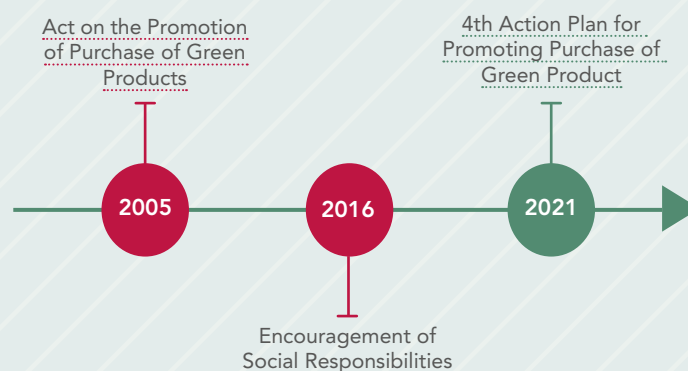 Act on the Promotion
of Purchase of Green
Products
4th Action Plan for
Promoting Purchase of
Green Product
2005
2016
2021
Encouragement of
Social Responsibilities